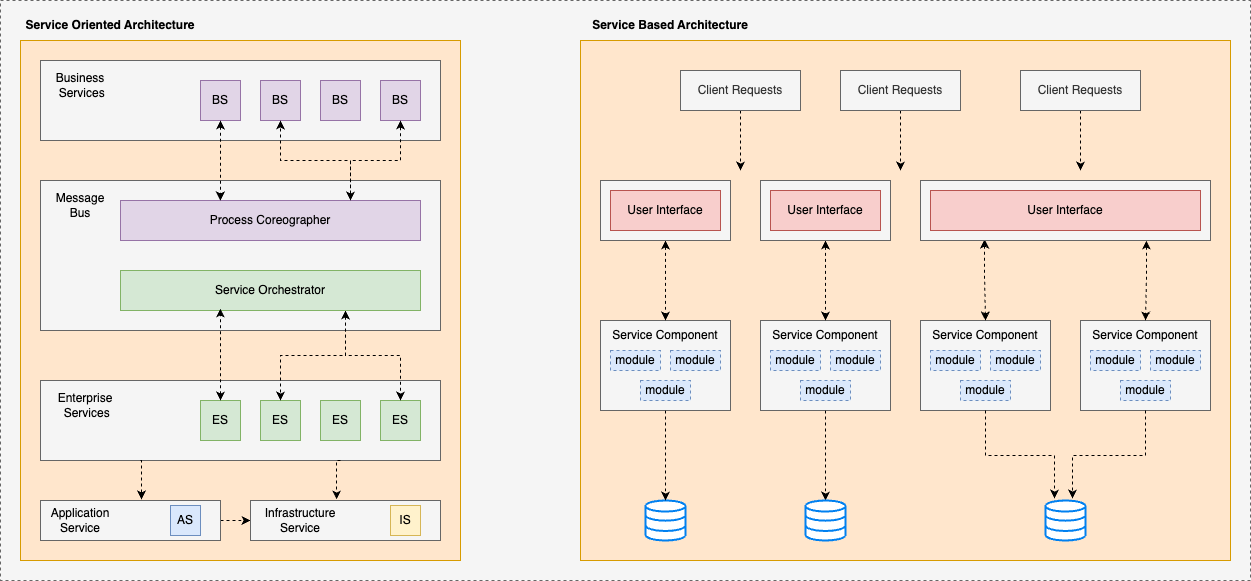 Service Oriented Architecture
Business
Services
BS BS BS BS
Message
Bus
Process Coreographer
Service Orchestrator
Enterprise
Services
ES ES ES ES
Application
Service
AS
Infrastructure
Service
IS
Service Based Architecture
Client Requests Client Requests Client Requests
User Interface User Interface User Interface
Service Component Service Component Service Component Service Component
module module module module module module module module
module module module module